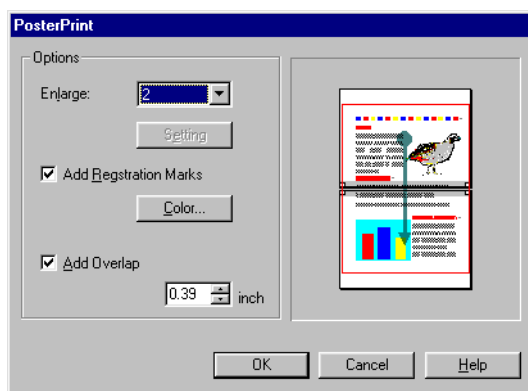 PosterPrint
Options
Enlarge:
2
Setting
Add Regstration Marks
Color...
Add Overlap
0.39 inch
OK Cancel Help